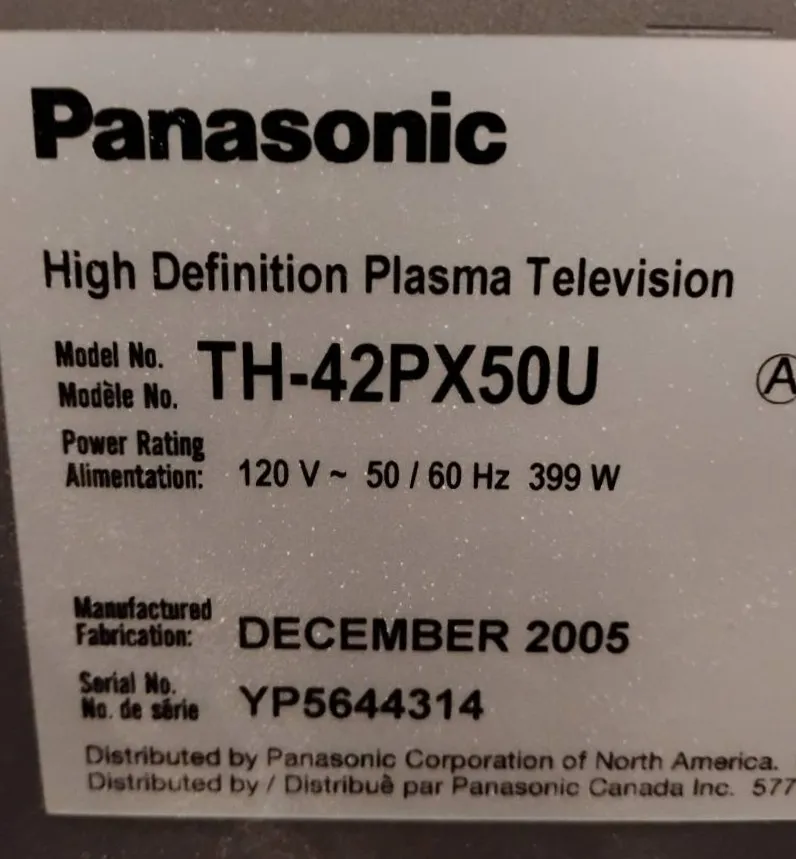 Panasonic
High Definition Plasma Television
Model No.
Modèle No. TH-42PX50U
A
Power Rating
Alimentation: 120 V ~ 50 / 60 Hz 399 W
Manufactured
Fabrication: DECEMBER 2005
Serial No.
No. de série YP5644314
Distributed by Panasonic Corporation of North America.
Distributed by / Distribuè par Panasonic Canada Inc. 577